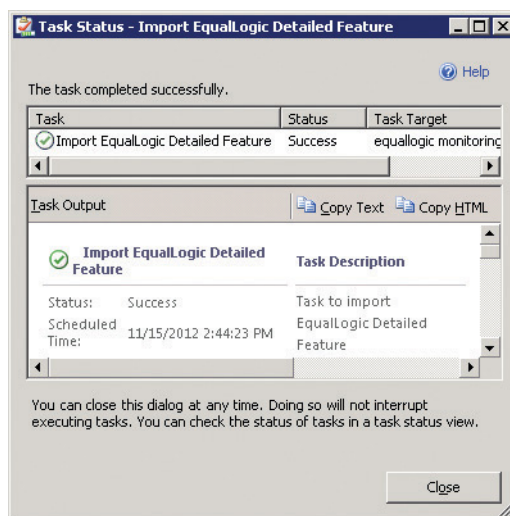 Task Status - Import EqualLogic Detailed Feature
Help
The task completed successfully.
Task Status Task Target
Import EqualLogic Detailed Feature Success equallogic monitoring
Task Output Copy Text Copy HTML
Import EqualLogic Detailed
Feature
Task Description
Status: Success
Scheduled
Time:
11/15/2012 2:44:23 PM
Task to import
EqualLogic Detailed
Feature
You can close this dialog at any time. Doing so will not interrupt
executing tasks. You can check the status of tasks in a task status view.
Close